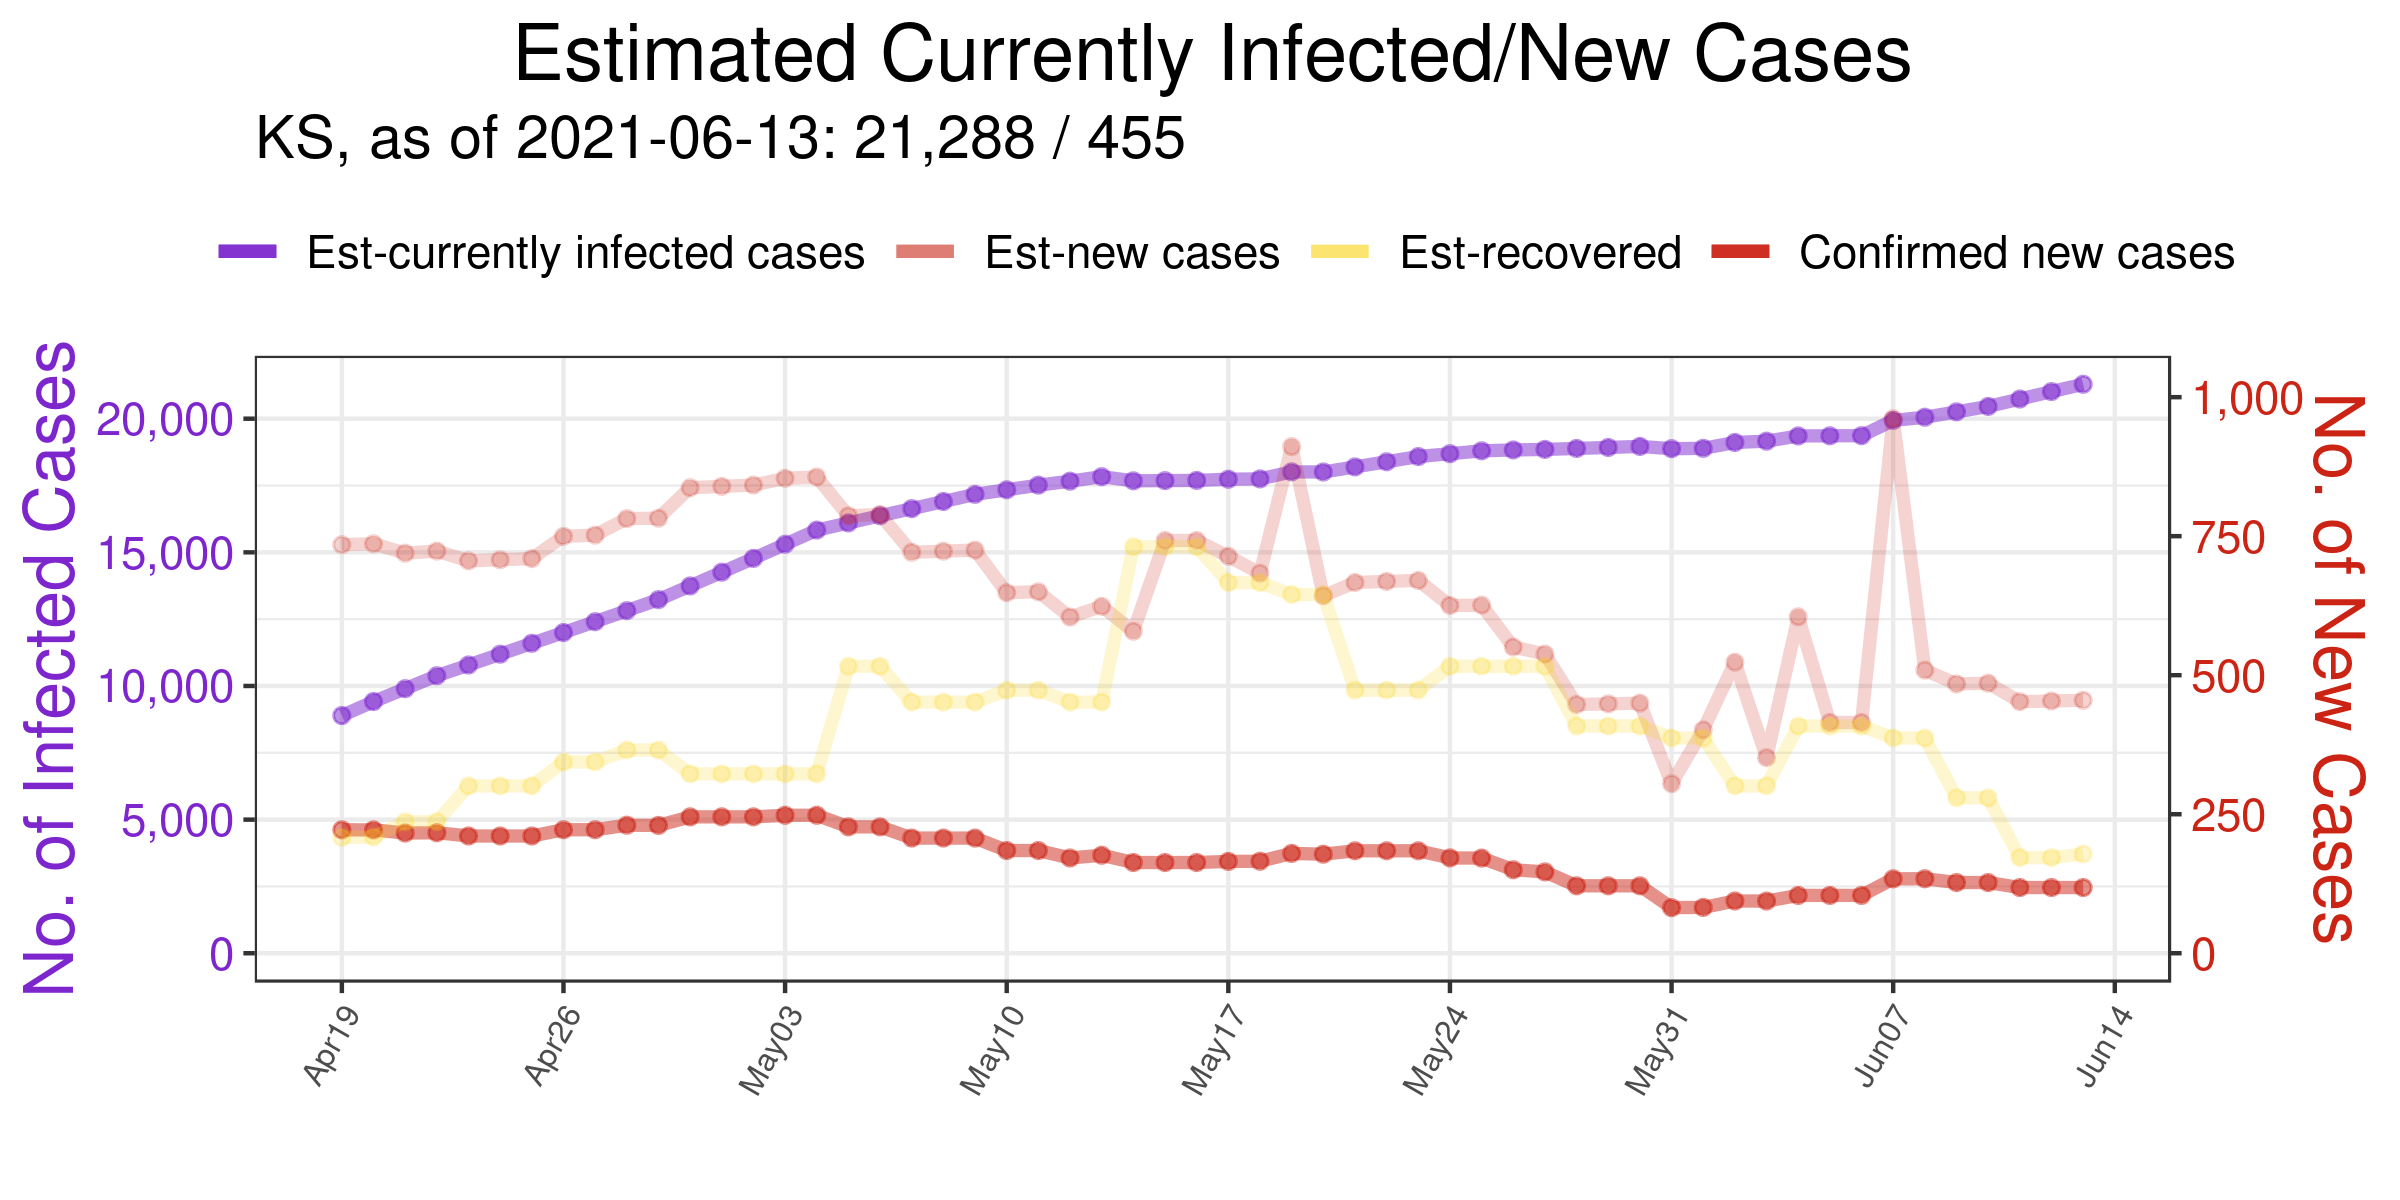 Estimated Currently Infected/New Cases
KS, as of 2021-06-13: 21,288 / 455
Est-currently infected cases Est-new cases Est-recovered Confirmed new cases
No. of Infected Cases
20,000
15,000
10,000
5,000
0
1,000
750
500
250
0
No. of New Cases
Apr19 Apr26 May03 May10 May17 May24 May31 Jun07 Jun14